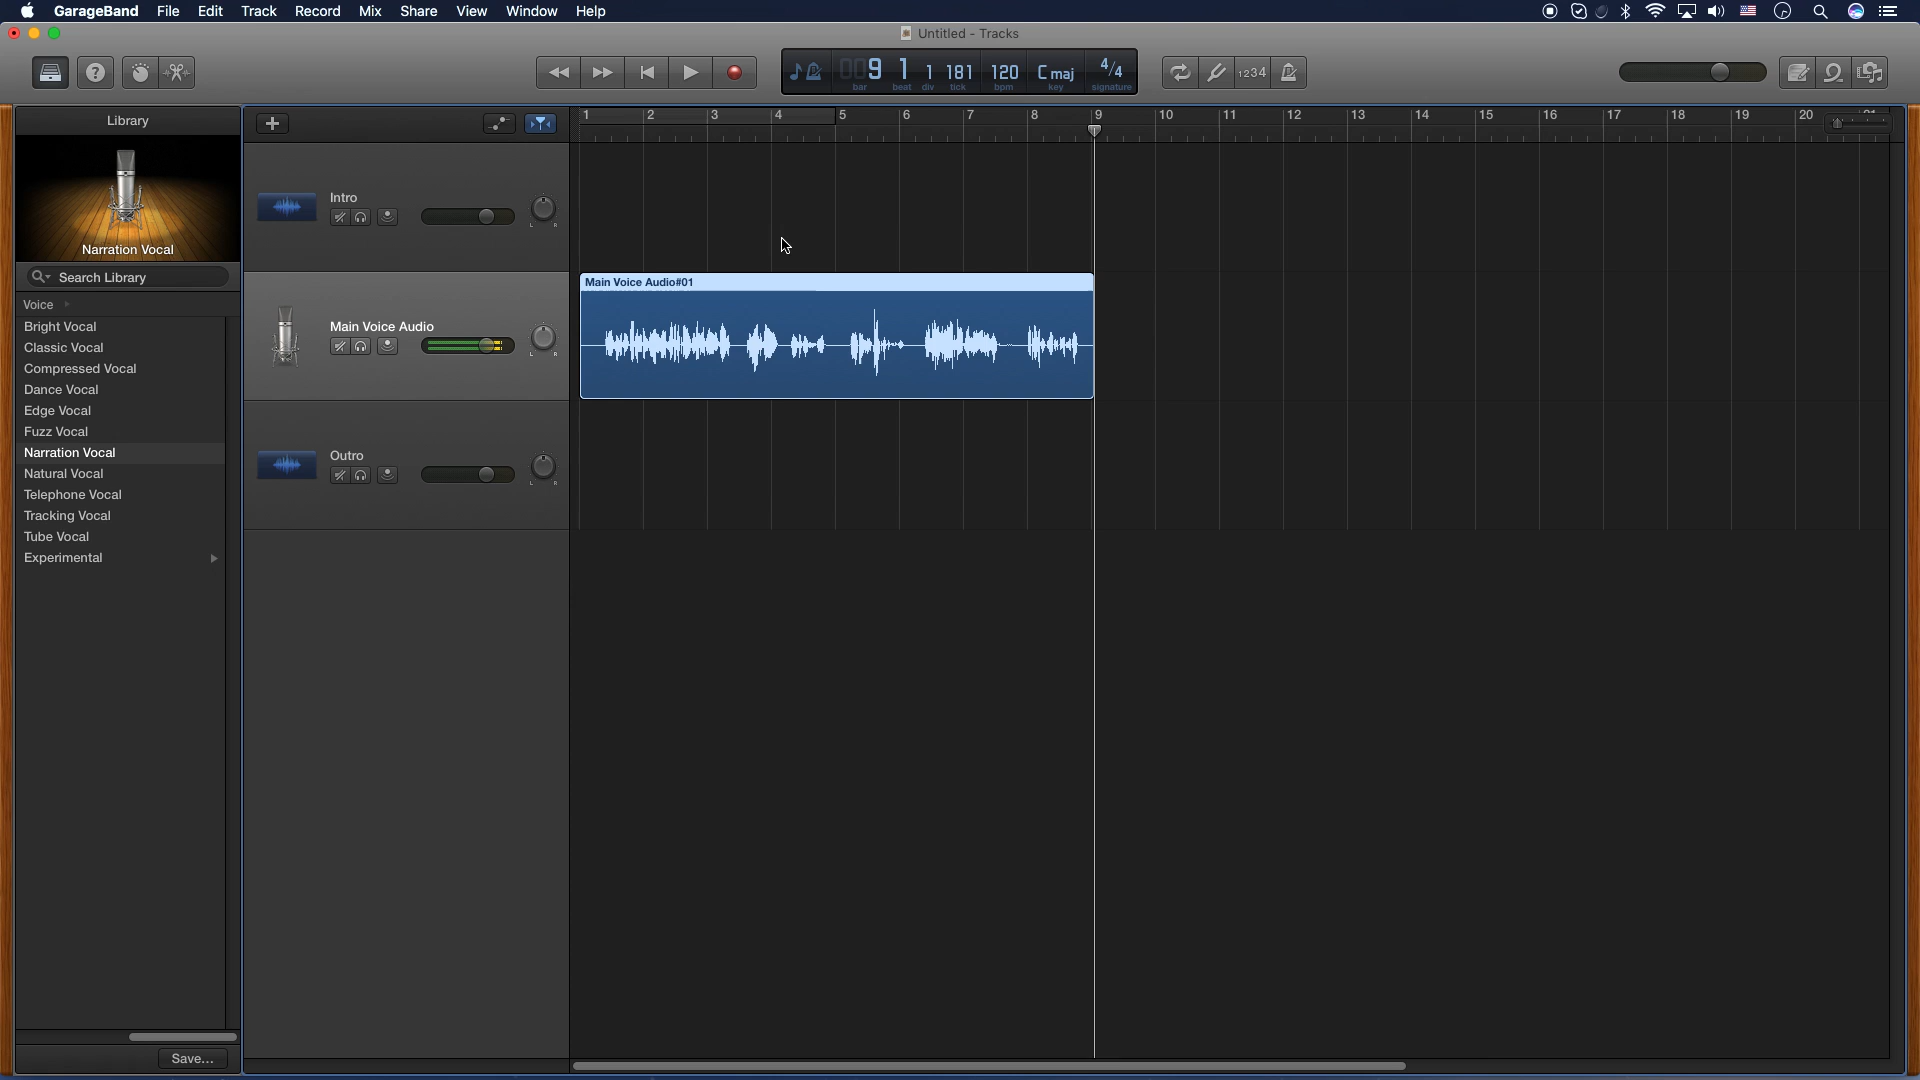 GarageBand File Edit Track Record Mix Share View Window Help
Untitled - Tracks
009 1 1 181 120 C maj 4/4
bar beat div tick bpm key signature
1234
Library
Narration Vocal
Search Library
Voice
Bright Vocal
Classic Vocal
Compressed Vocal
Dance Vocal
Edge Vocal
Fuzz Vocal
Narration Vocal
Natural Vocal
Telephone Vocal
Tracking Vocal
Tube Vocal
Experimental
Save...
1 2 3 4 5 6 7 8 9 10 11 12 13 14 15 16 17 18 19 20 21
Intro
L R
Main Voice Audio
L R
Outro
L R
Main Voice Audio#01